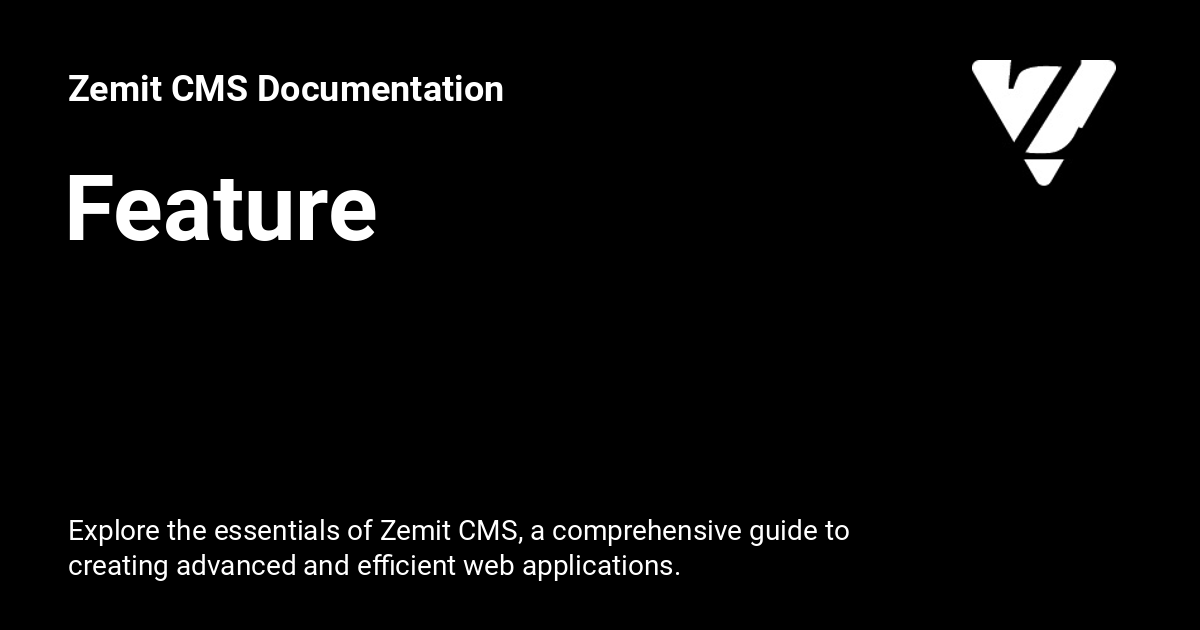 Zemit CMS Documentation
Feature
Explore the essentials of Zemit CMS, a comprehensive guide to
creating advanced and efficient web applications.